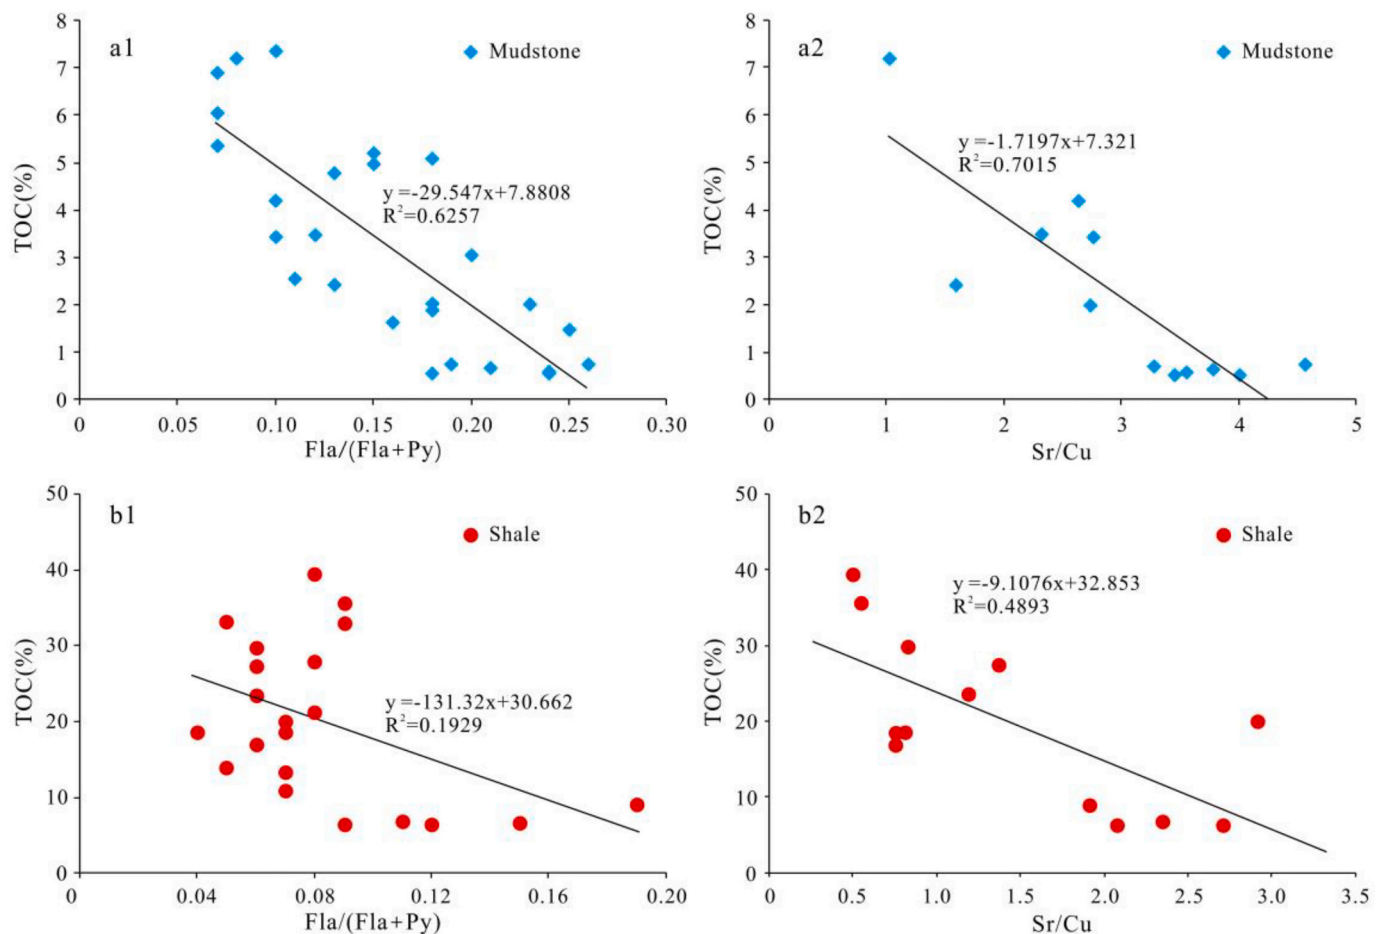 a1
Mudstone
8
7
6
5
4
3
2
1
0
TOC(%)
y =-29.547x+7.8808
R²=0.6257
0
0.05
0.10
0.15
0.20
0.25
0.30
Fla/(Fla+Py)
a2
Mudstone
8
7
6
5
4
3
2
1
0
TOC(%)
y =-1.7197x+7.321
R²=0.7015
0
1
2
3
4
5
Sr/Cu
b1
Shale
50
40
30
20
10
0
TOC(%)
y =-131.32x+30.662
R²=0.1929
0
0.04
0.08
0.12
0.16
0.20
Fla/(Fla+Py)
b2
Shale
50
40
30
20
10
0
TOC(%)
y =-9.1076x+32.853
R²=0.4893
0
0.5
1.0
1.5
2.0
2.5
3.0
3.5
Sr/Cu